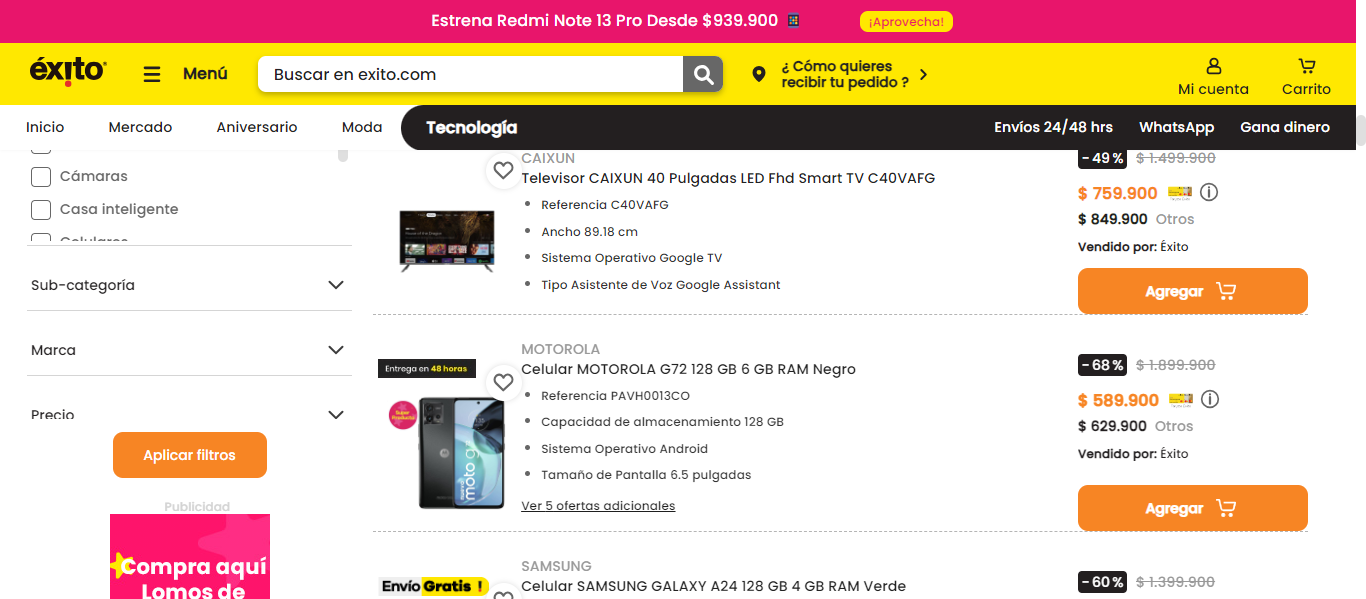 Estrena Redmi Note 13 Pro Desde $939.900
¡Aprovecha!
éxito
Menú
Buscar en exito.com
¿ Cómo quieres
recibir tu pedido ?
Mi cuenta
Carrito
Inicio
Mercado
Aniversario
Moda
Tecnología
Envíos 24/48 hrs
WhatsApp
Gana dinero
Cámaras
Casa inteligente
Celulares
Sub-categoría
Marca
Precio
Aplicar filtros
Publicidad
Compra aquí
Lomos de
CAIXUN
Televisor CAIXUN 40 Pulgadas LED Fhd Smart TV C40VAFG
Referencia C40VAFG
Ancho 89.18 cm
Sistema Operativo Google TV
Tipo Asistente de Voz Google Assistant
- 49 % $ 1.499.900
$ 759.900
$ 849.900 Otros
Vendido por: Éxito
Agregar
Entrega en 48 horas
Super
Producto
moto g
MOTOROLA
Celular MOTOROLA G72 128 GB 6 GB RAM Negro
Referencia PAVH0013CO
Capacidad de almacenamiento 128 GB
Sistema Operativo Android
Tamaño de Pantalla 6.5 pulgadas
Ver 5 ofertas adicionales
- 68 % $ 1.899.900
$ 589.900
$ 629.900 Otros
Vendido por: Éxito
Agregar
Envío Gratis !
SAMSUNG
Celular SAMSUNG GALAXY A24 128 GB 4 GB RAM Verde
- 60 % $ 1.399.900